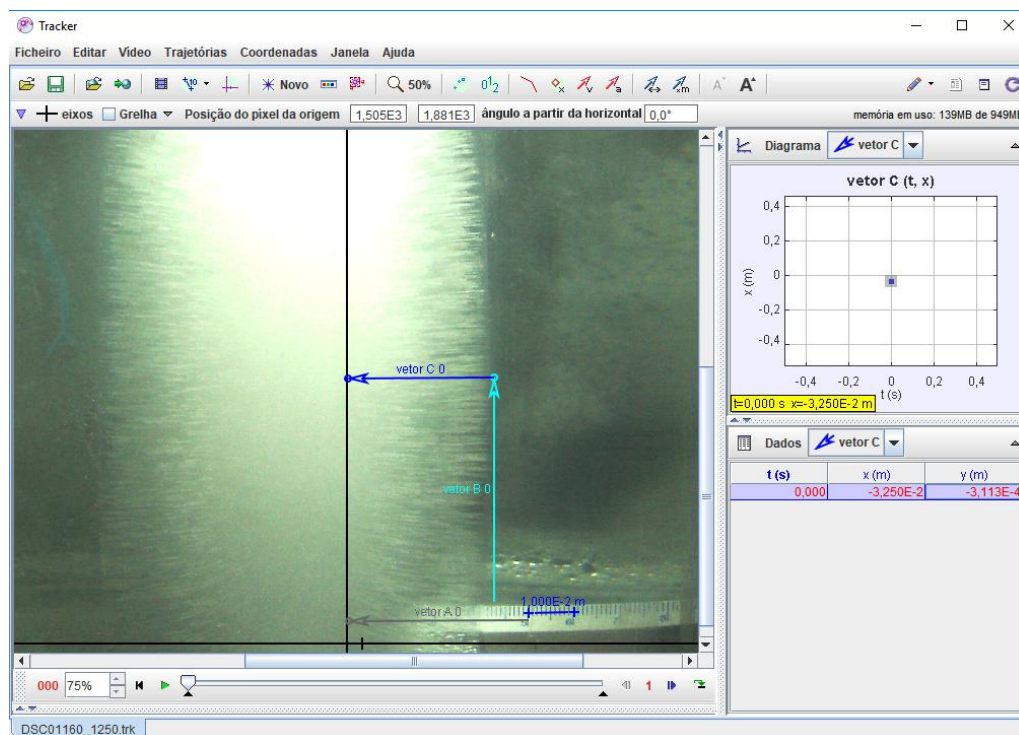 Tracker
Ficheiro Editar Vídeo Trajetórias Coordenadas Janela Ajuda
Novo 50%
eixos Grelha Posição do píxel da origem 1,505E3 1,881E3 ângulo a partir da horizontal 0,0° memória em uso: 139MB de 949MB
Diagrama vetor C
vetor C (t, x)
0,4
0,2
0
-0,2
-0,4
x (m)
-0,4 -0,2 0 0,2 0,4
t (s)
t=0,000 s x=-3,250E-2 m
vetor C 0
vetor B 0
1,000E-2 m
vetor A 0
Dados vetor C
t (s) x (m) y (m)
0,000 -3,250E-2 -3,113E-4
000 75% 1
DSC01160_1250.trk